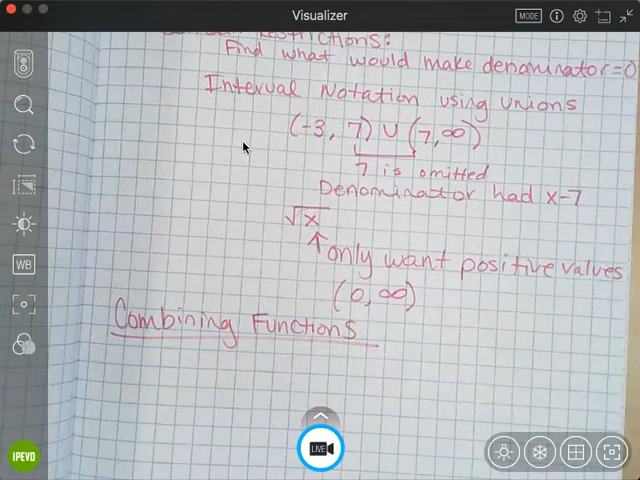 Visualizer
MODE
Restrictions:
Find what would make denominator=0
Interval Notation using unions
(-3, 7) ∪ (7, ∞)
7 is omitted
Denominator had x-7
√x
↑ only want positive values
(0, ∞)
Combining Functions
WB
LIVE
IPEVO